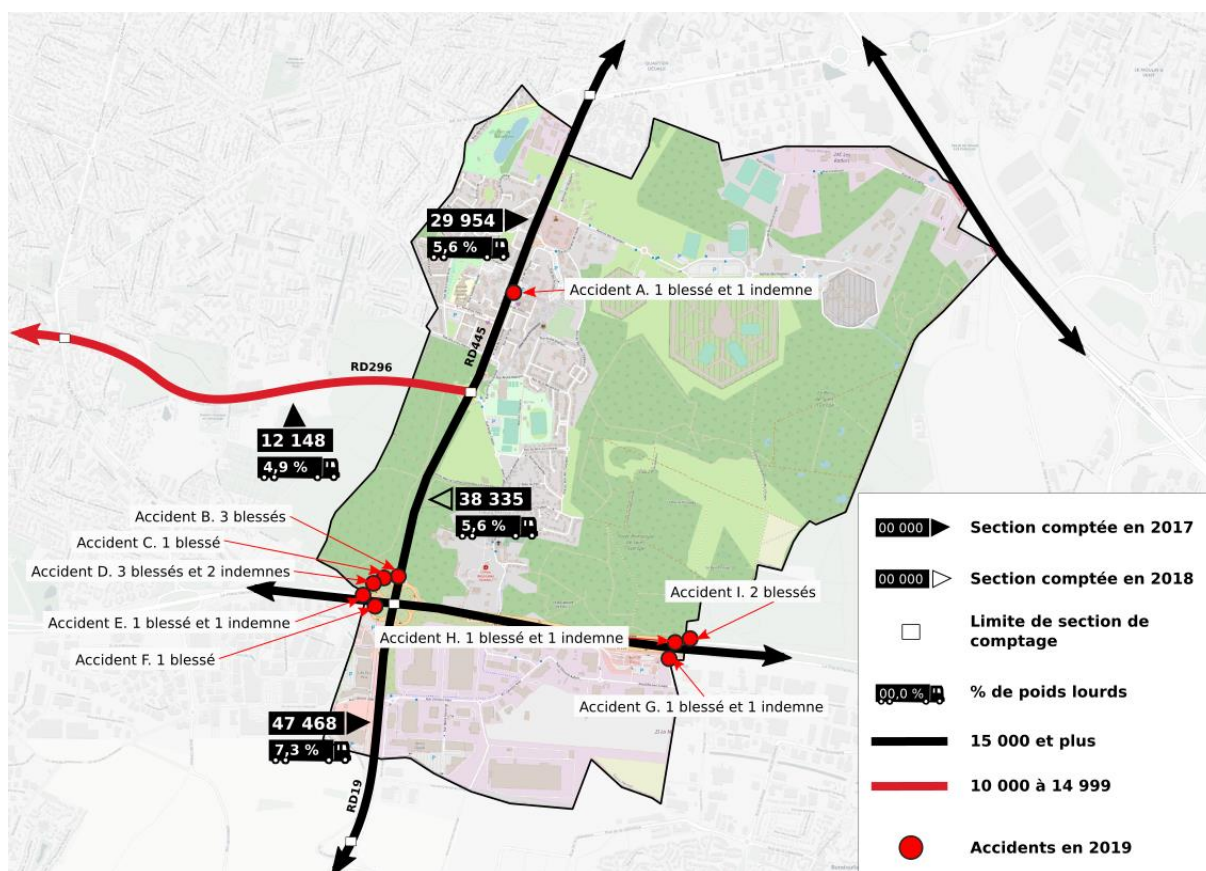 29 954
5,6 %
Accident A. 1 blessé et 1 indemne
RD445
RD296
12 148
4,9 %
38 335
5,6 %
Accident B. 3 blessés
Accident C. 1 blessé
Accident D. 3 blessés et 2 indemnes
Accident E. 1 blessé et 1 indemne
Accident F. 1 blessé
Accident I. 2 blessés
Accident H. 1 blessé et 1 indemne
Accident G. 1 blessé et 1 indemne
47 468
7,3 %
RD19
00 000
Section comptée en 2017
00 000
Section comptée en 2018
Limite de section de
comptage
00,0 %
% de poids lourds
15 000 et plus
10 000 à 14 999
Accidents en 2019